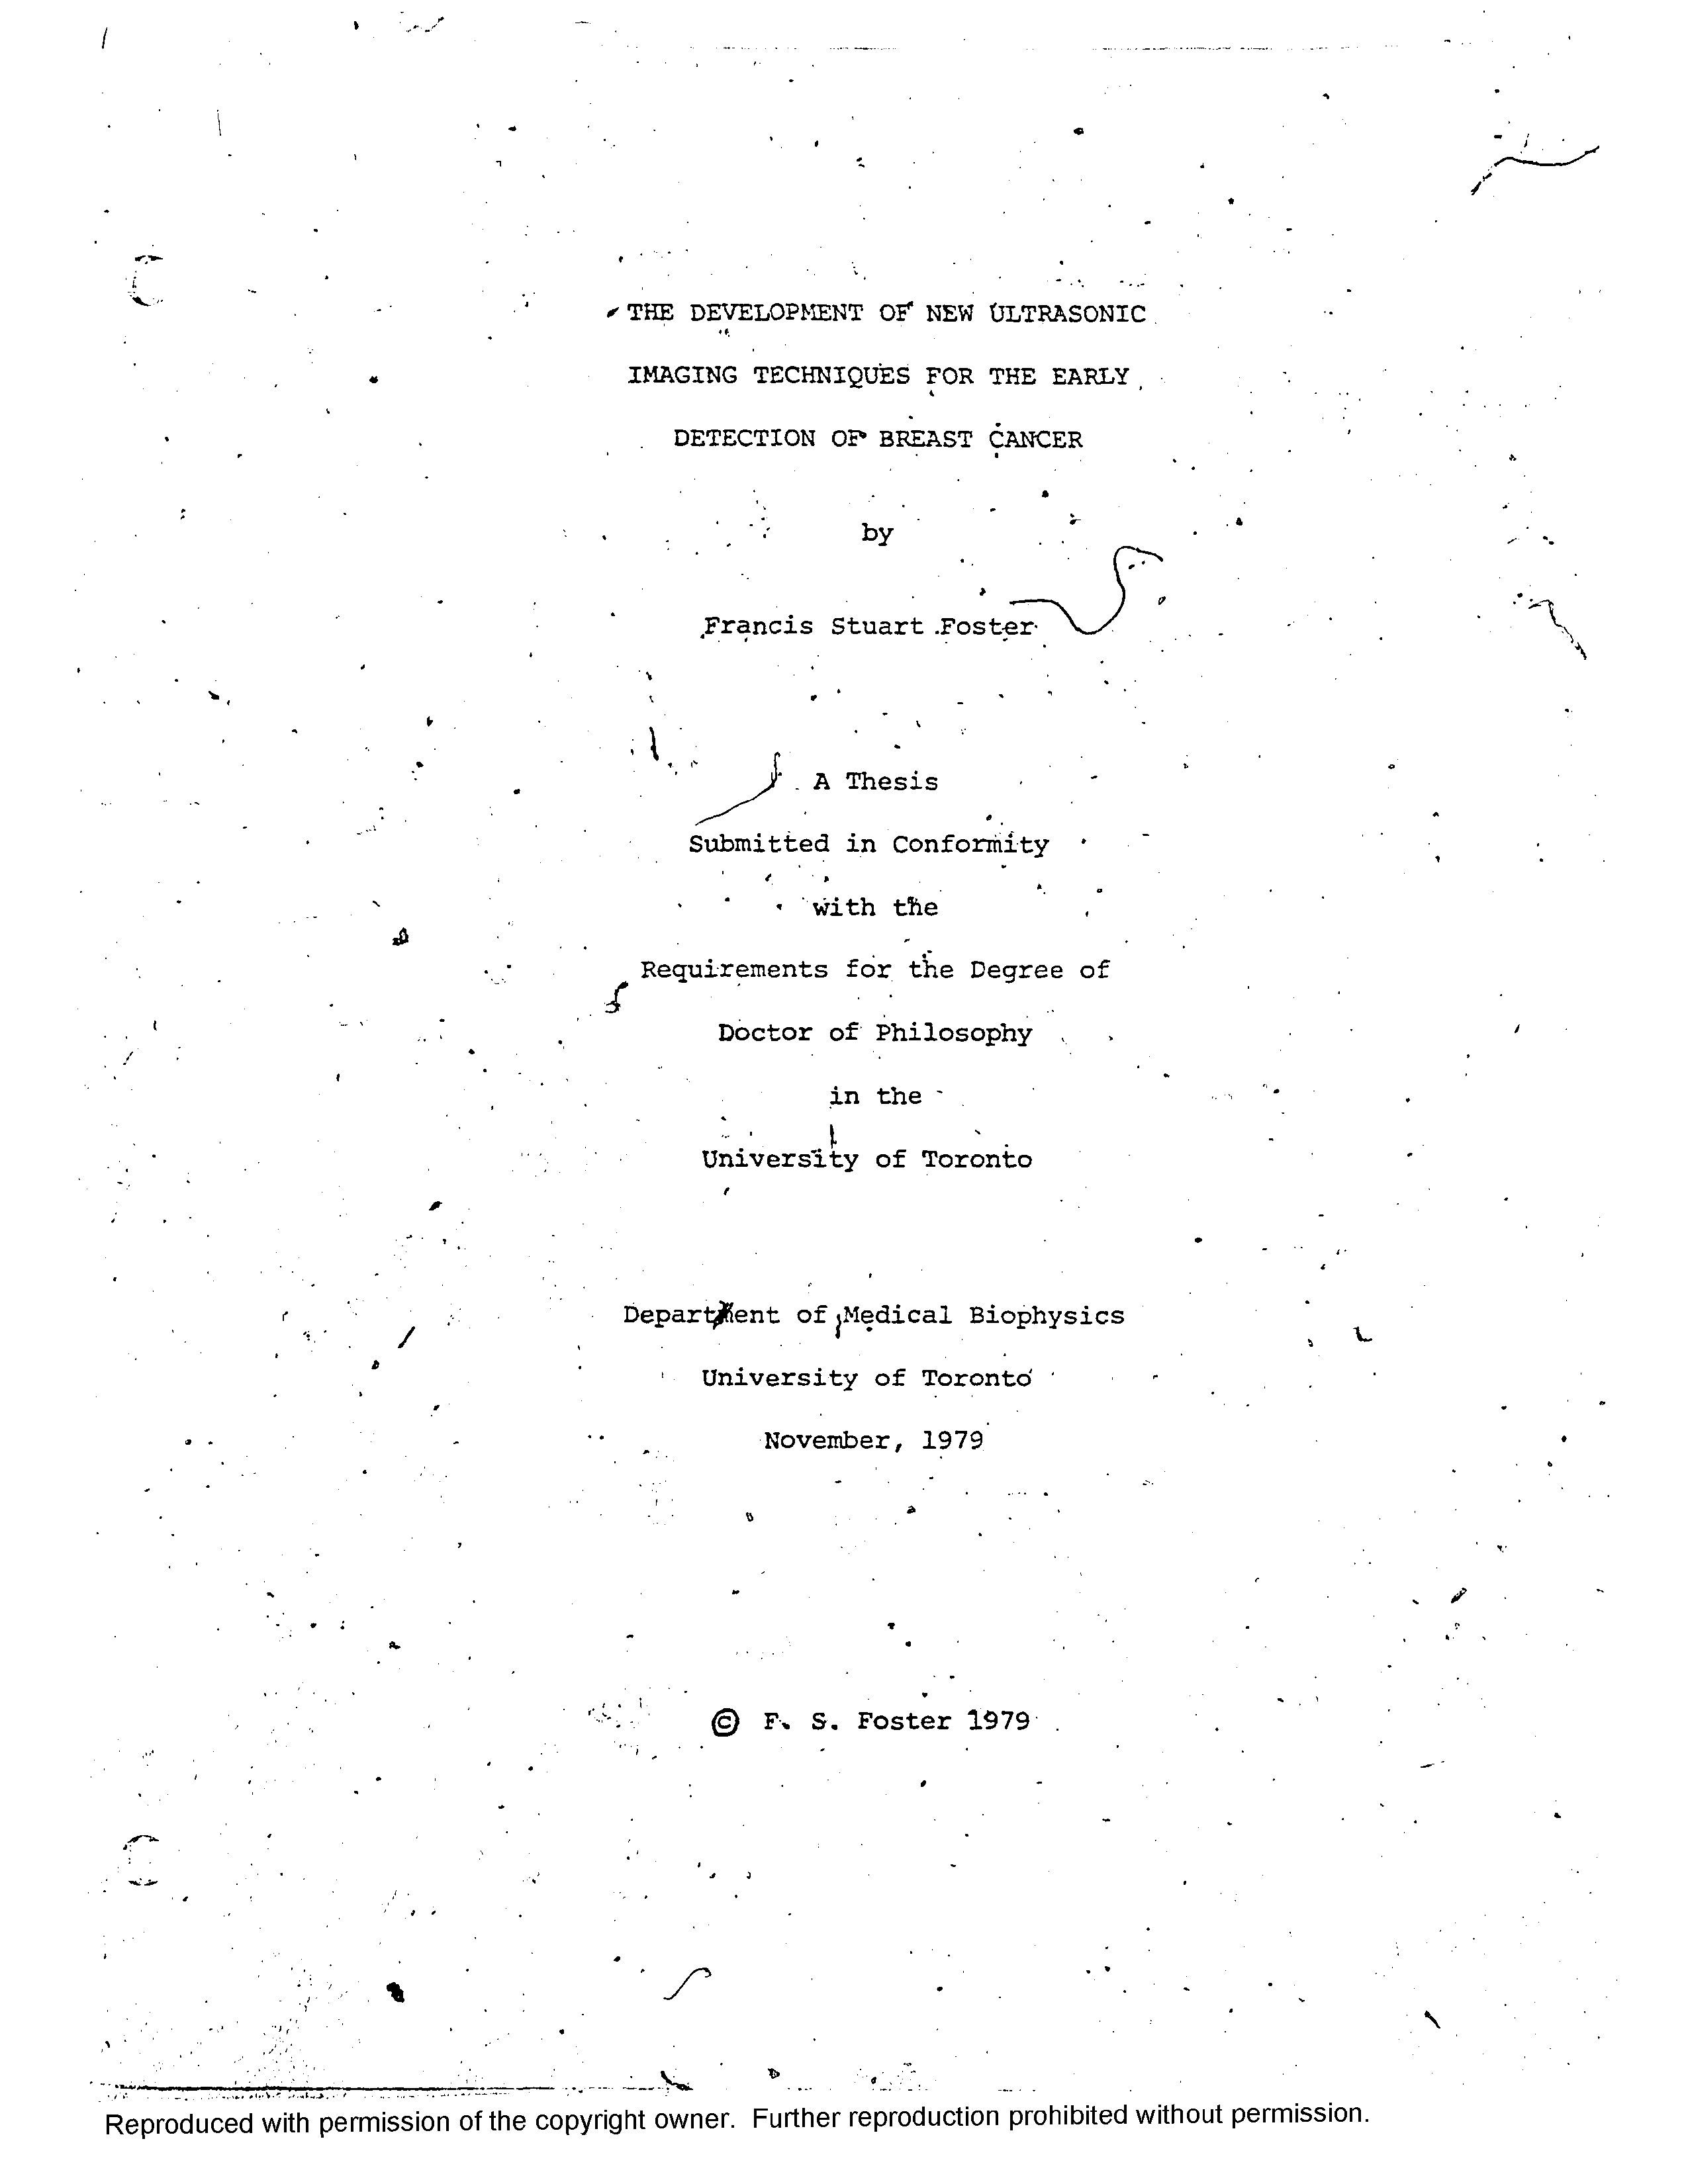 THE DEVELOPMENT OF NEW ULTRASONIC
IMAGING TECHNIQUES FOR THE EARLY
DETECTION OF BREAST CANCER
by
Francis Stuart Foster
A Thesis
Submitted in Conformity
with the
Requirements for the Degree of
Doctor of Philosophy
in the
University of Toronto
Department of Medical Biophysics
University of Toronto
November, 1979
© F. S. Foster 1979
Reproduced with permission of the copyright owner. Further reproduction prohibited without permission.